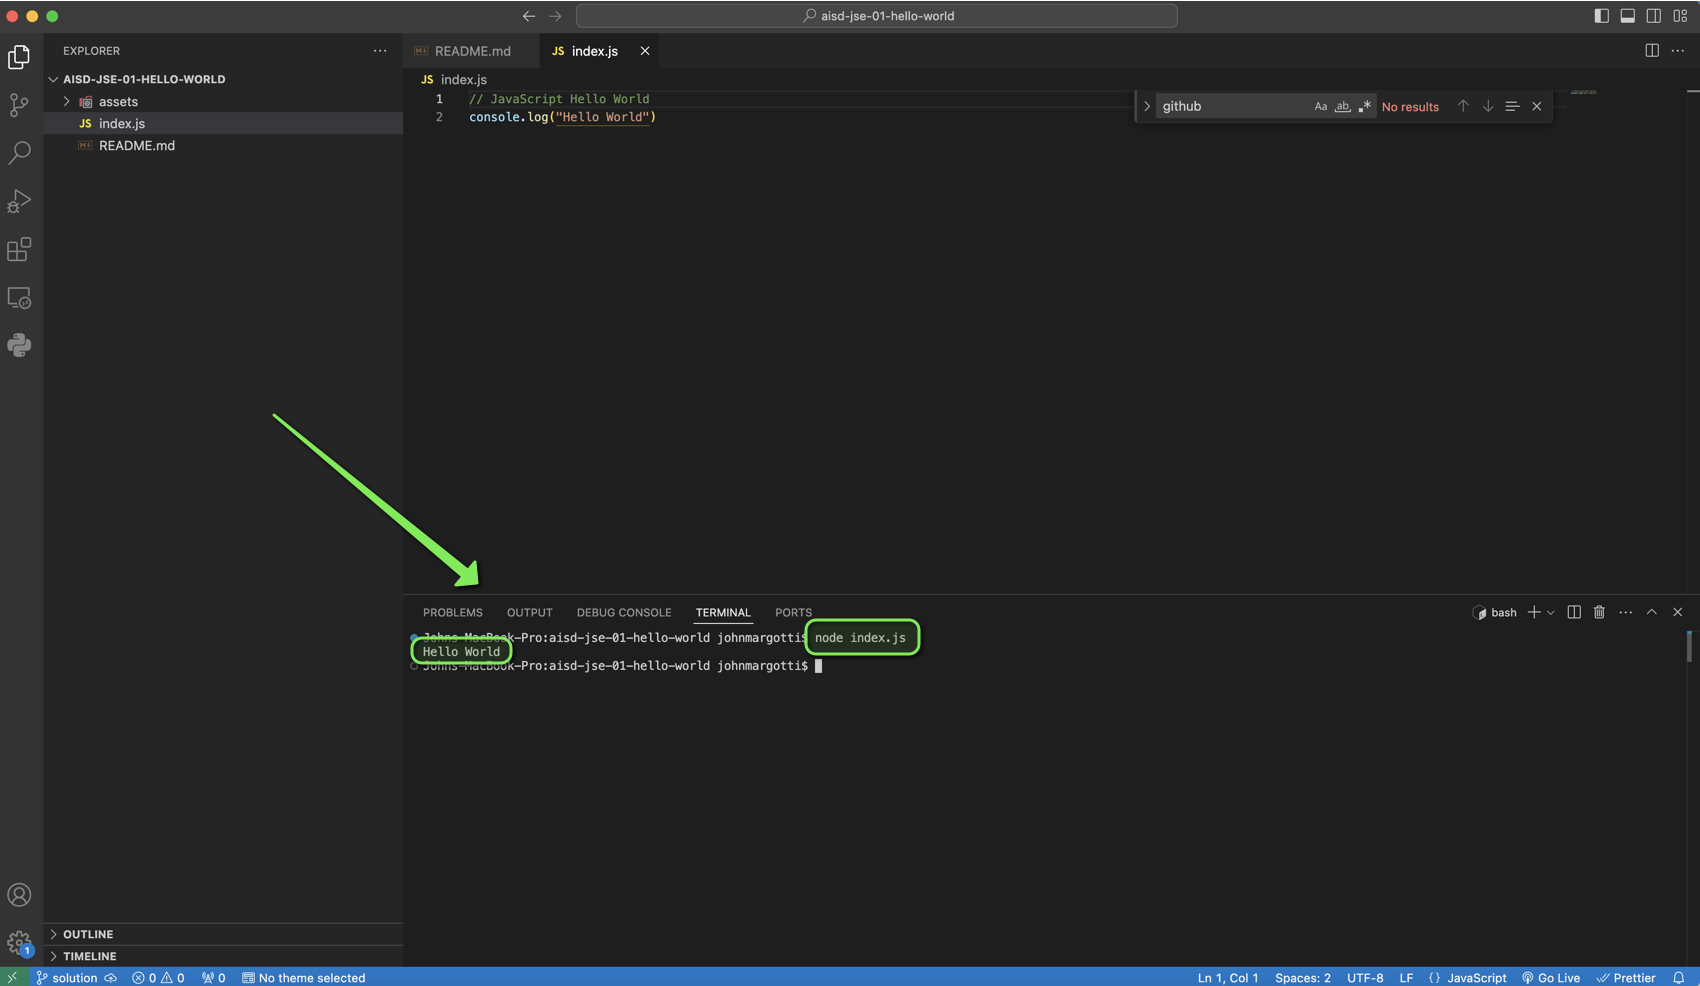 aisd-jse-01-hello-world
EXPLORER
AISD-JSE-01-HELLO-WORLD
assets
JS index.js
README.md
README.md
JS index.js
JS index.js
1 // JavaScript Hello World
2 console.log("Hello World")
github
Aa ab .* No results
PROBLEMS OUTPUT DEBUG CONSOLE TERMINAL PORTS
bash
Johns-MacBook-Pro:aisd-jse-01-hello-world johnmargotti$ node index.js
Hello World
Johns-MacBook-Pro:aisd-jse-01-hello-world johnmargotti$
OUTLINE
TIMELINE
1
solution 0 0 0 No theme selected
Ln 1, Col 1 Spaces: 2 UTF-8 LF {} JavaScript Go Live Prettier